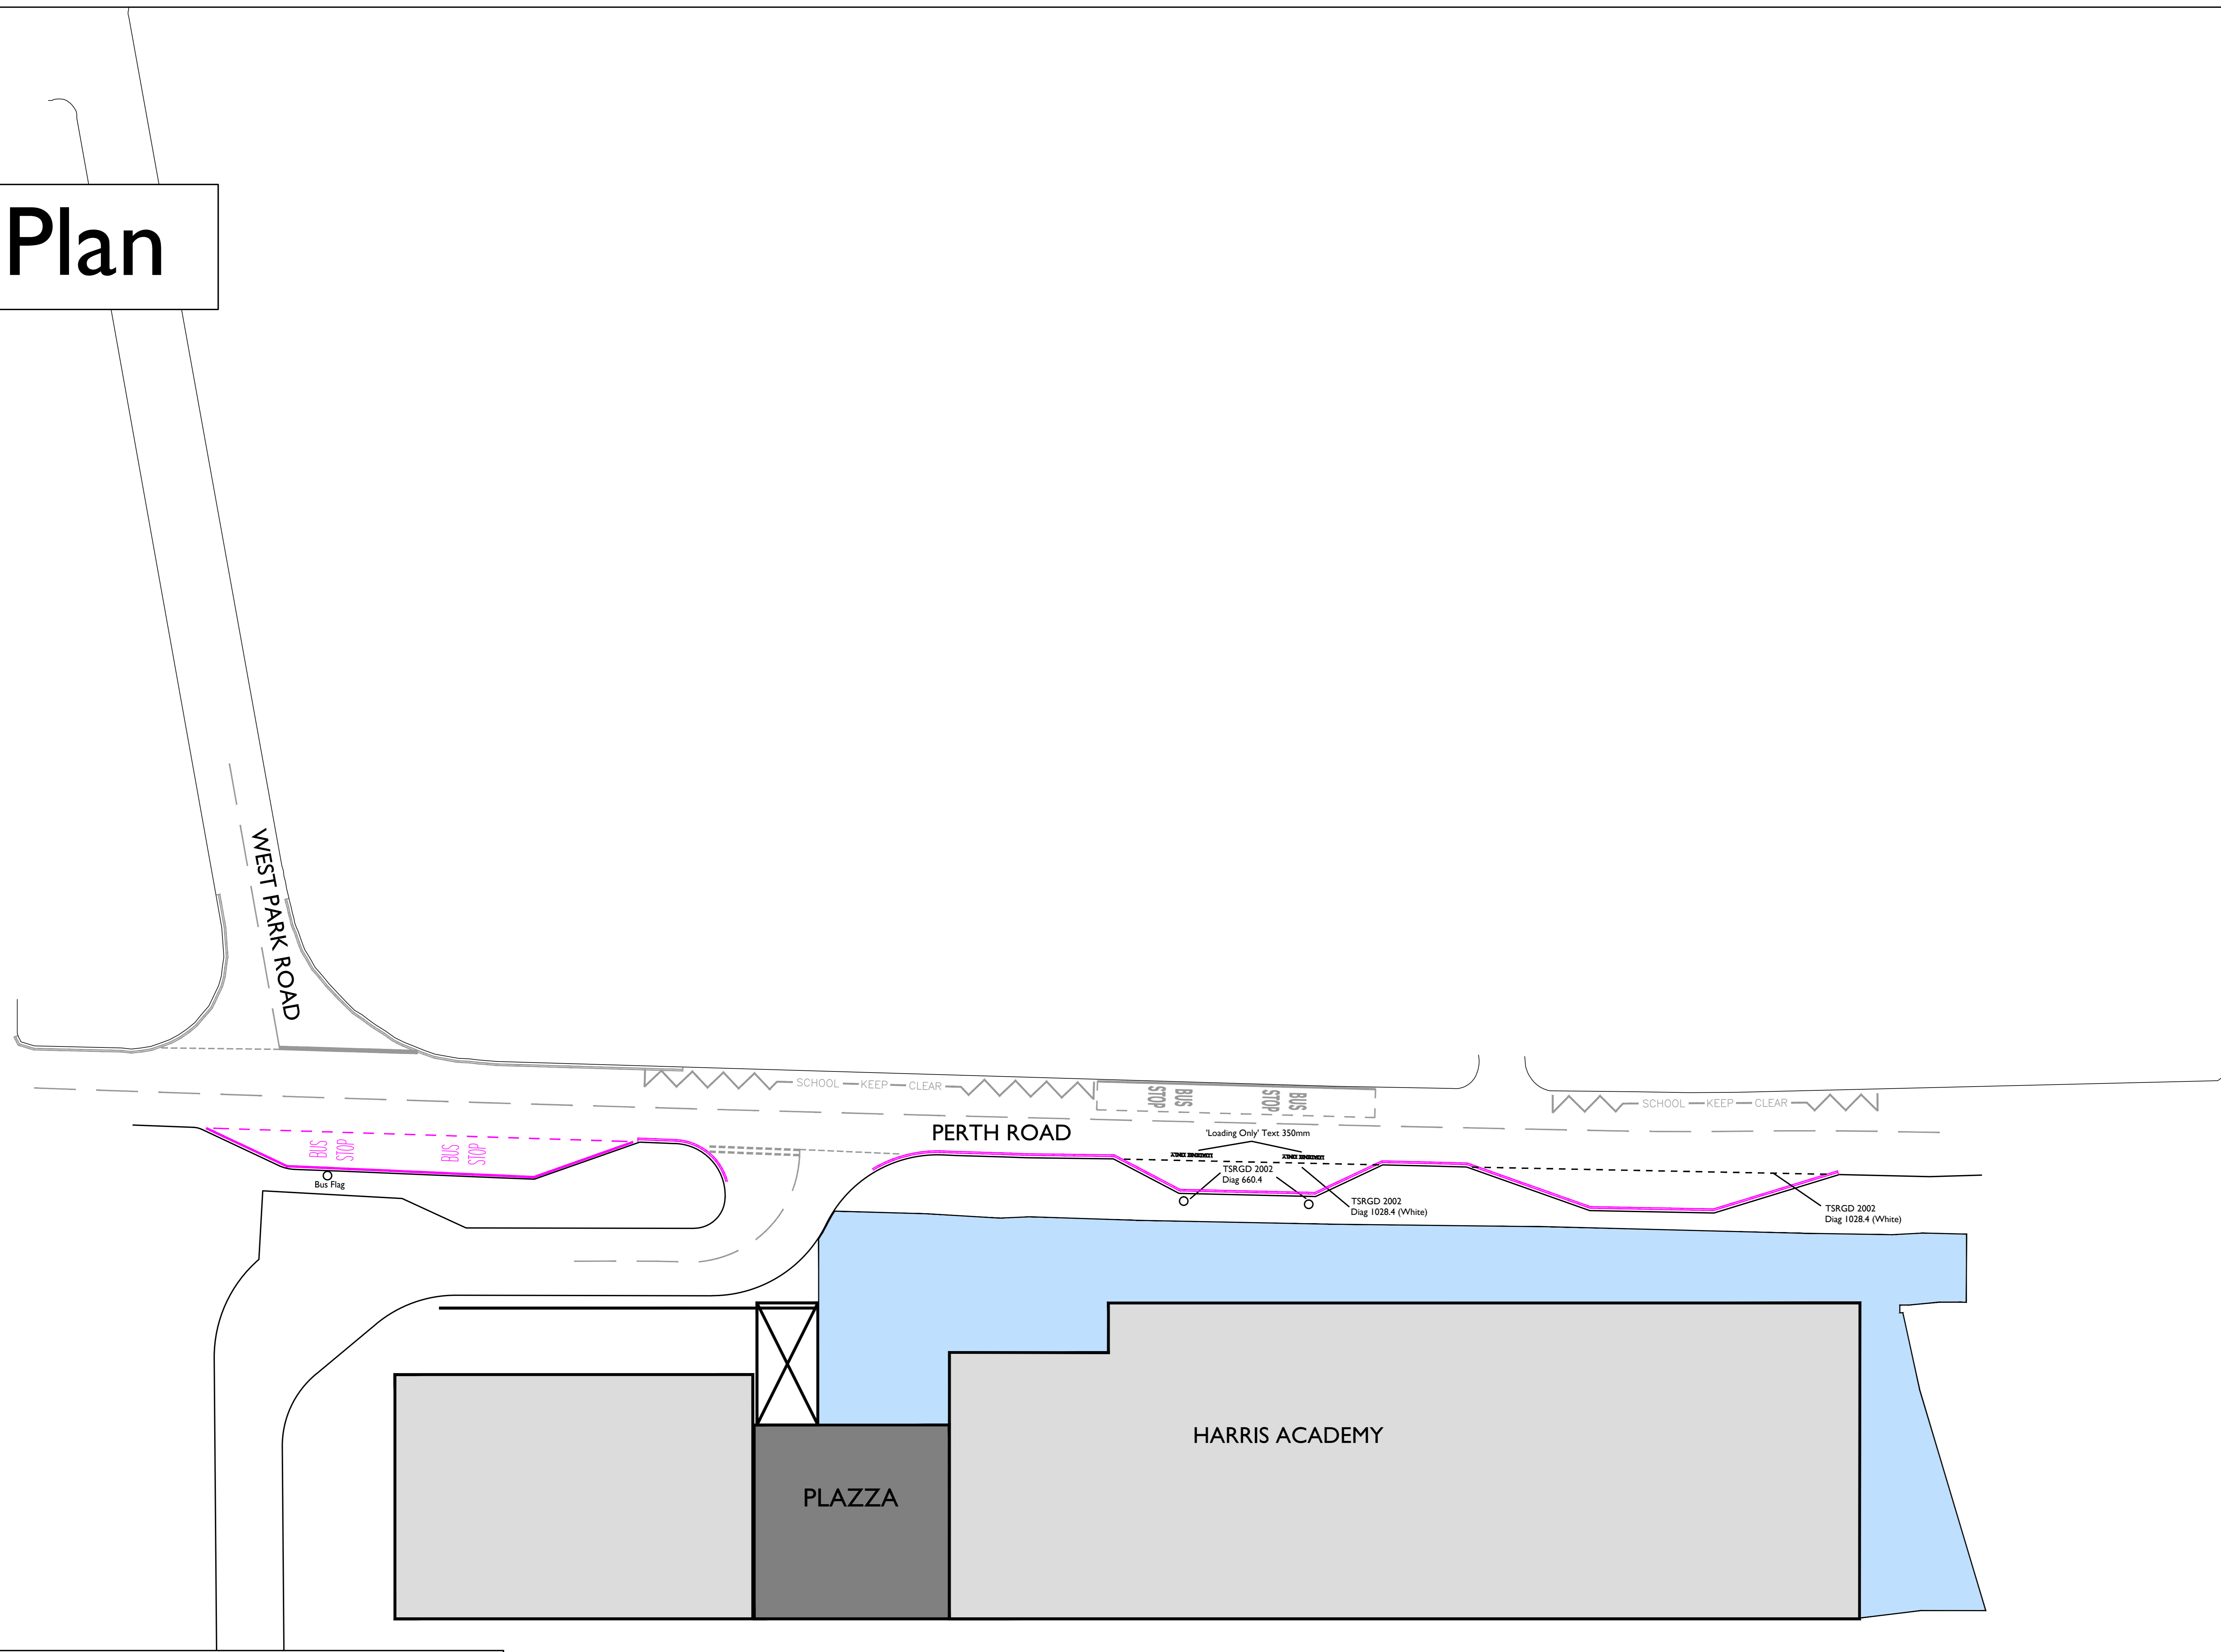 Plan
WEST PARK ROAD
SCHOOL KEEP CLEAR
BUS
STOP
BUS
STOP
SCHOOL KEEP CLEAR
PERTH ROAD
'Loading Only' Text 350mm
BUS
STOP
BUS
STOP
Bus Flag
TSRGD 2002
Diag 660.4
TSRGD 2002
Diag 1028.4 (White)
TSRGD 2002
Diag 1028.4 (White)
HARRIS ACADEMY
PLAZZA